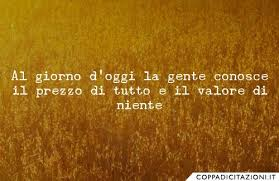 Al giorno d'oggi la gente conosce
il prezzo di tutto e il valore di
niente
COPPADICITAZIONI.IT